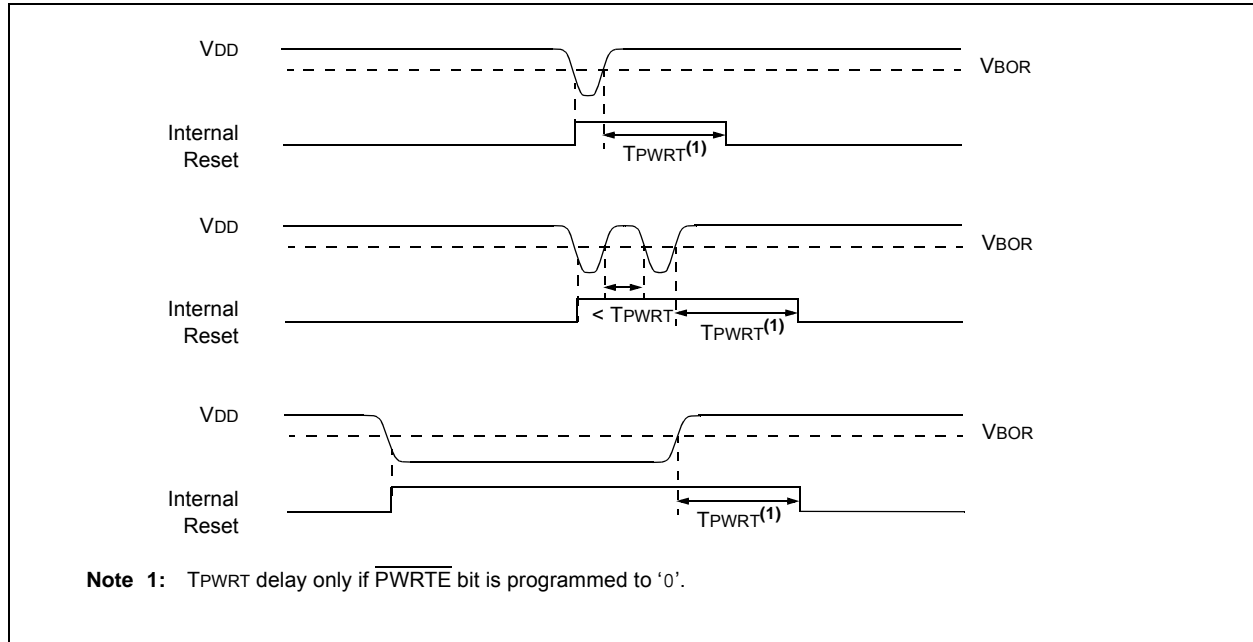 VDD
VBOR
Internal
Reset
TPWRT(1)
VDD
VBOR
Internal
Reset
< TPWRT
TPWRT(1)
VDD
VBOR
Internal
Reset
TPWRT(1)
Note 1: TPWRT delay only if PWRTE bit is programmed to ‘0’.